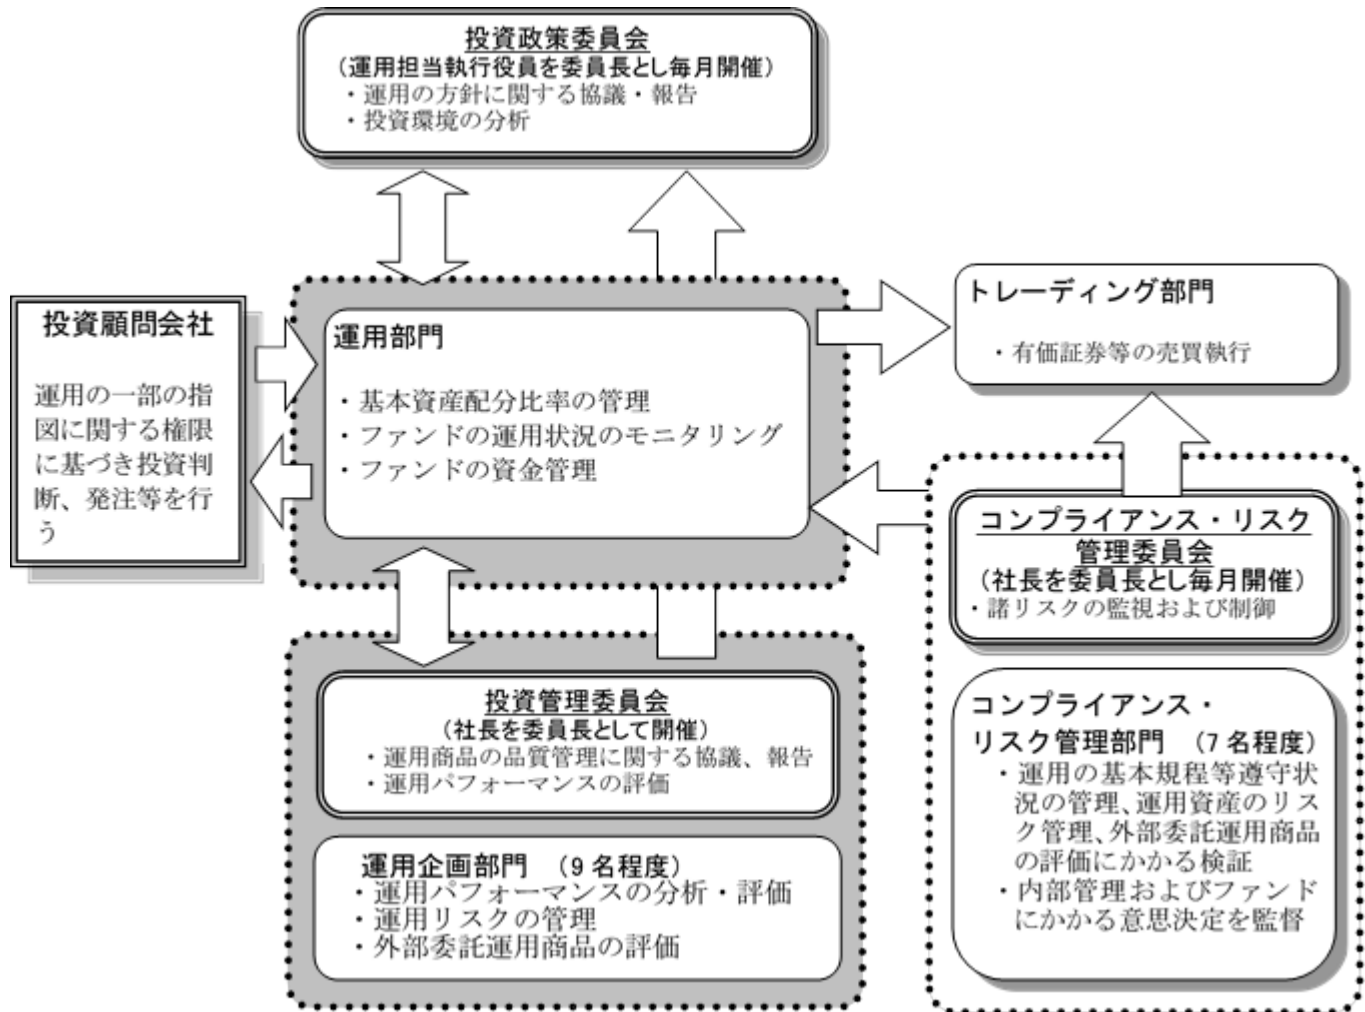 投資政策委員会
（運用担当執行役員を委員長とし毎月開催）
・運用の方針に関する協議・報告
・投資環境の分析
投資顧問会社
運用の一部の指
図に関する権限
に基づき投資判
断、発注等を行
う
運用部門
・基本資産配分比率の管理
・ファンドの運用状況のモニタリング
・ファンドの資金管理
トレーディング部門
・有価証券等の売買執行
コンプライアンス・リスク
管理委員会
（社長を委員長とし毎月開催）
・諸リスクの監視および制御
投資管理委員会
（社長を委員長として開催）
・運用商品の品質管理に関する協議、報告
・運用パフォーマンスの評価
運用企画部門　（9 名程度）
・運用パフォーマンスの分析・評価
・運用リスクの管理
・外部委託運用商品の評価
コンプライアンス・
リスク管理部門　（7 名程度）
・運用の基本規程等遵守状
況の管理、運用資産のリス
ク管理、外部委託運用商品
の評価にかかる検証
・内部管理およびファンド
にかかる意思決定を監督